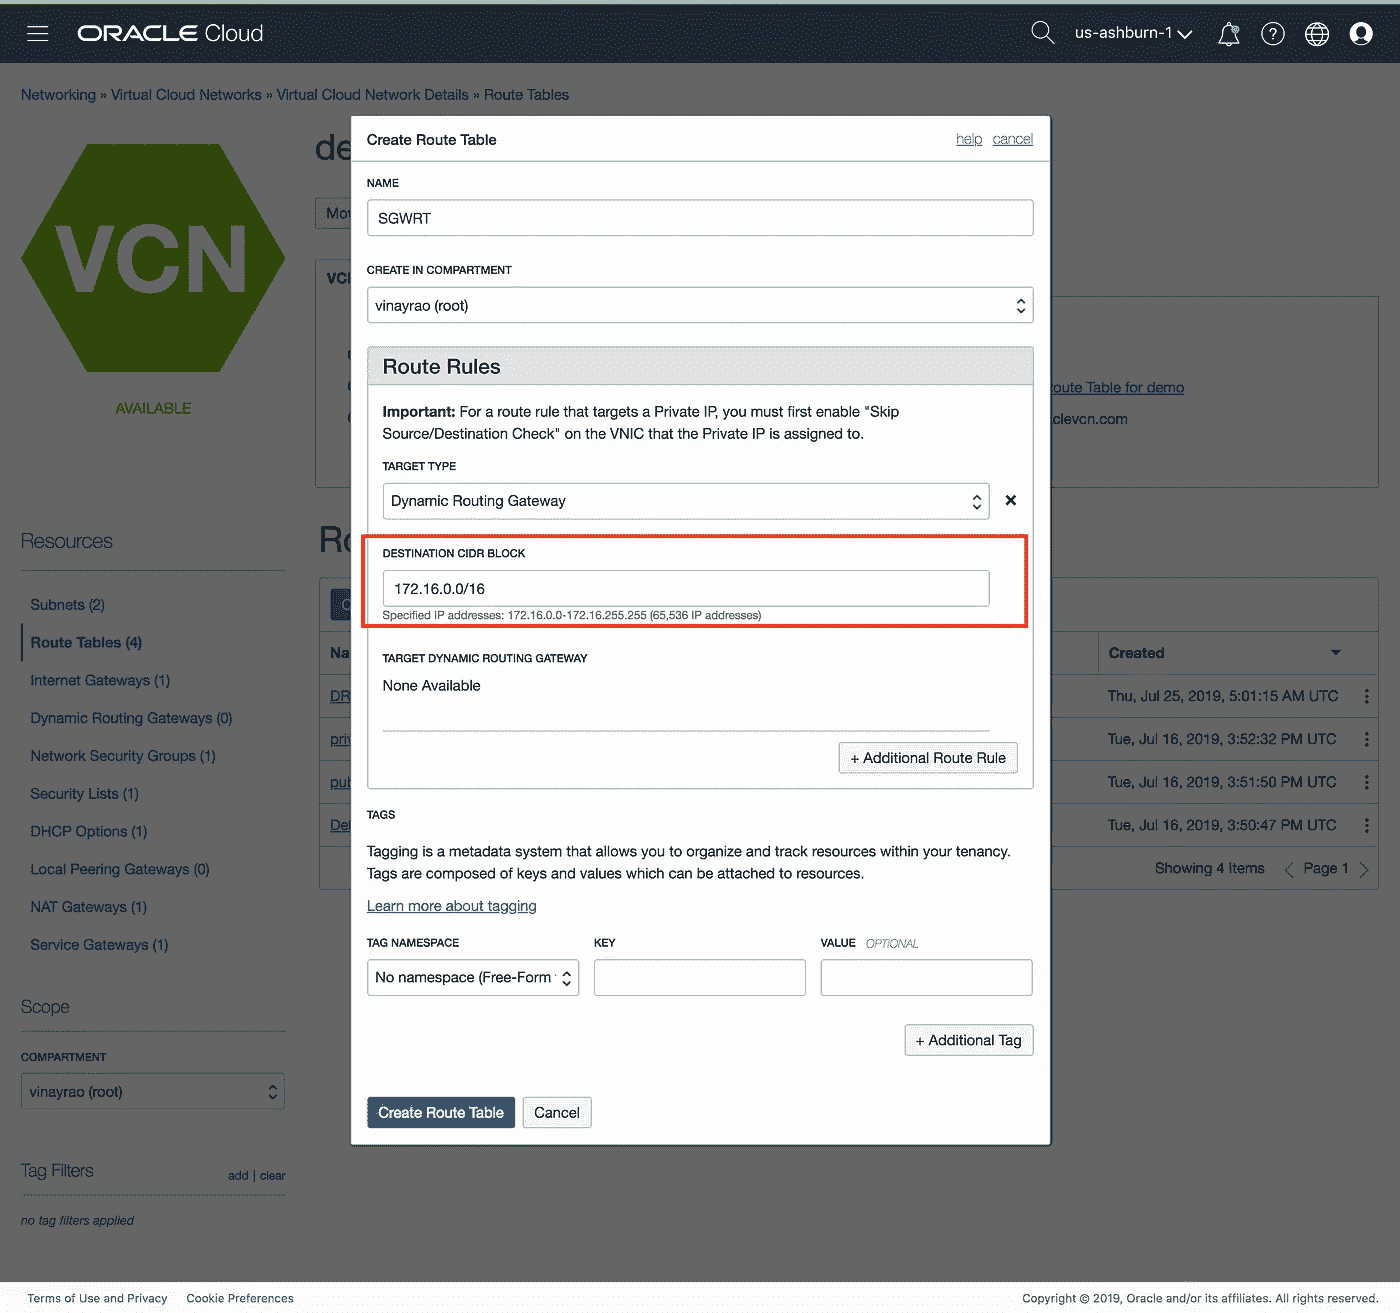 ORACLE Cloud
us-ashburn-1
Networking » Virtual Cloud Networks » Virtual Cloud Network Details » Route Tables
VCN
AVAILABLE
de
Mov
VCN
oute Table for demo
clevcn.com
Create Route Table
help cancel
NAME
SGWRT
CREATE IN COMPARTMENT
vinayrao (root)
Route Rules
Important: For a route rule that targets a Private IP, you must first enable "Skip
Source/Destination Check" on the VNIC that the Private IP is assigned to.
TARGET TYPE
Dynamic Routing Gateway
DESTINATION CIDR BLOCK
172.16.0.0/16
Specified IP addresses: 172.16.0.0-172.16.255.255 (65,536 IP addresses)
TARGET DYNAMIC ROUTING GATEWAY
None Available
+ Additional Route Rule
TAGS
Tagging is a metadata system that allows you to organize and track resources within your tenancy.
Tags are composed of keys and values which can be attached to resources.
Learn more about tagging
TAG NAMESPACE
KEY
VALUE OPTIONAL
No namespace (Free-Form
+ Additional Tag
Create Route Table
Cancel
Resources
Subnets (2)
Route Tables (4)
Internet Gateways (1)
Dynamic Routing Gateways (0)
Network Security Groups (1)
Security Lists (1)
DHCP Options (1)
Local Peering Gateways (0)
NAT Gateways (1)
Service Gateways (1)
Scope
COMPARTMENT
vinayrao (root)
Tag Filters
add | clear
no tag filters applied
Ro
C
Na
Created
DR
Thu, Jul 25, 2019, 5:01:15 AM UTC
priv
Tue, Jul 16, 2019, 3:52:32 PM UTC
pub
Tue, Jul 16, 2019, 3:51:50 PM UTC
Def
Tue, Jul 16, 2019, 3:50:47 PM UTC
Showing 4 Items
Page 1
Terms of Use and Privacy
Cookie Preferences
Copyright © 2019, Oracle and/or its affiliates. All rights reserved.